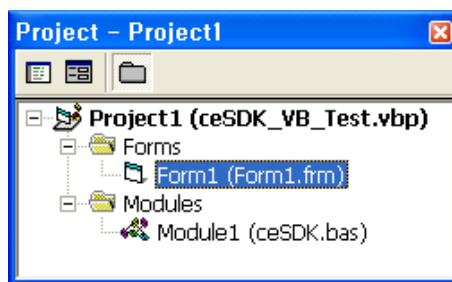 Project - Project1
Project1 (ceSDK_VB_Test.vbp)
Forms
Form1 (Form1.frm)
Modules
Module1 (ceSDK.bas)